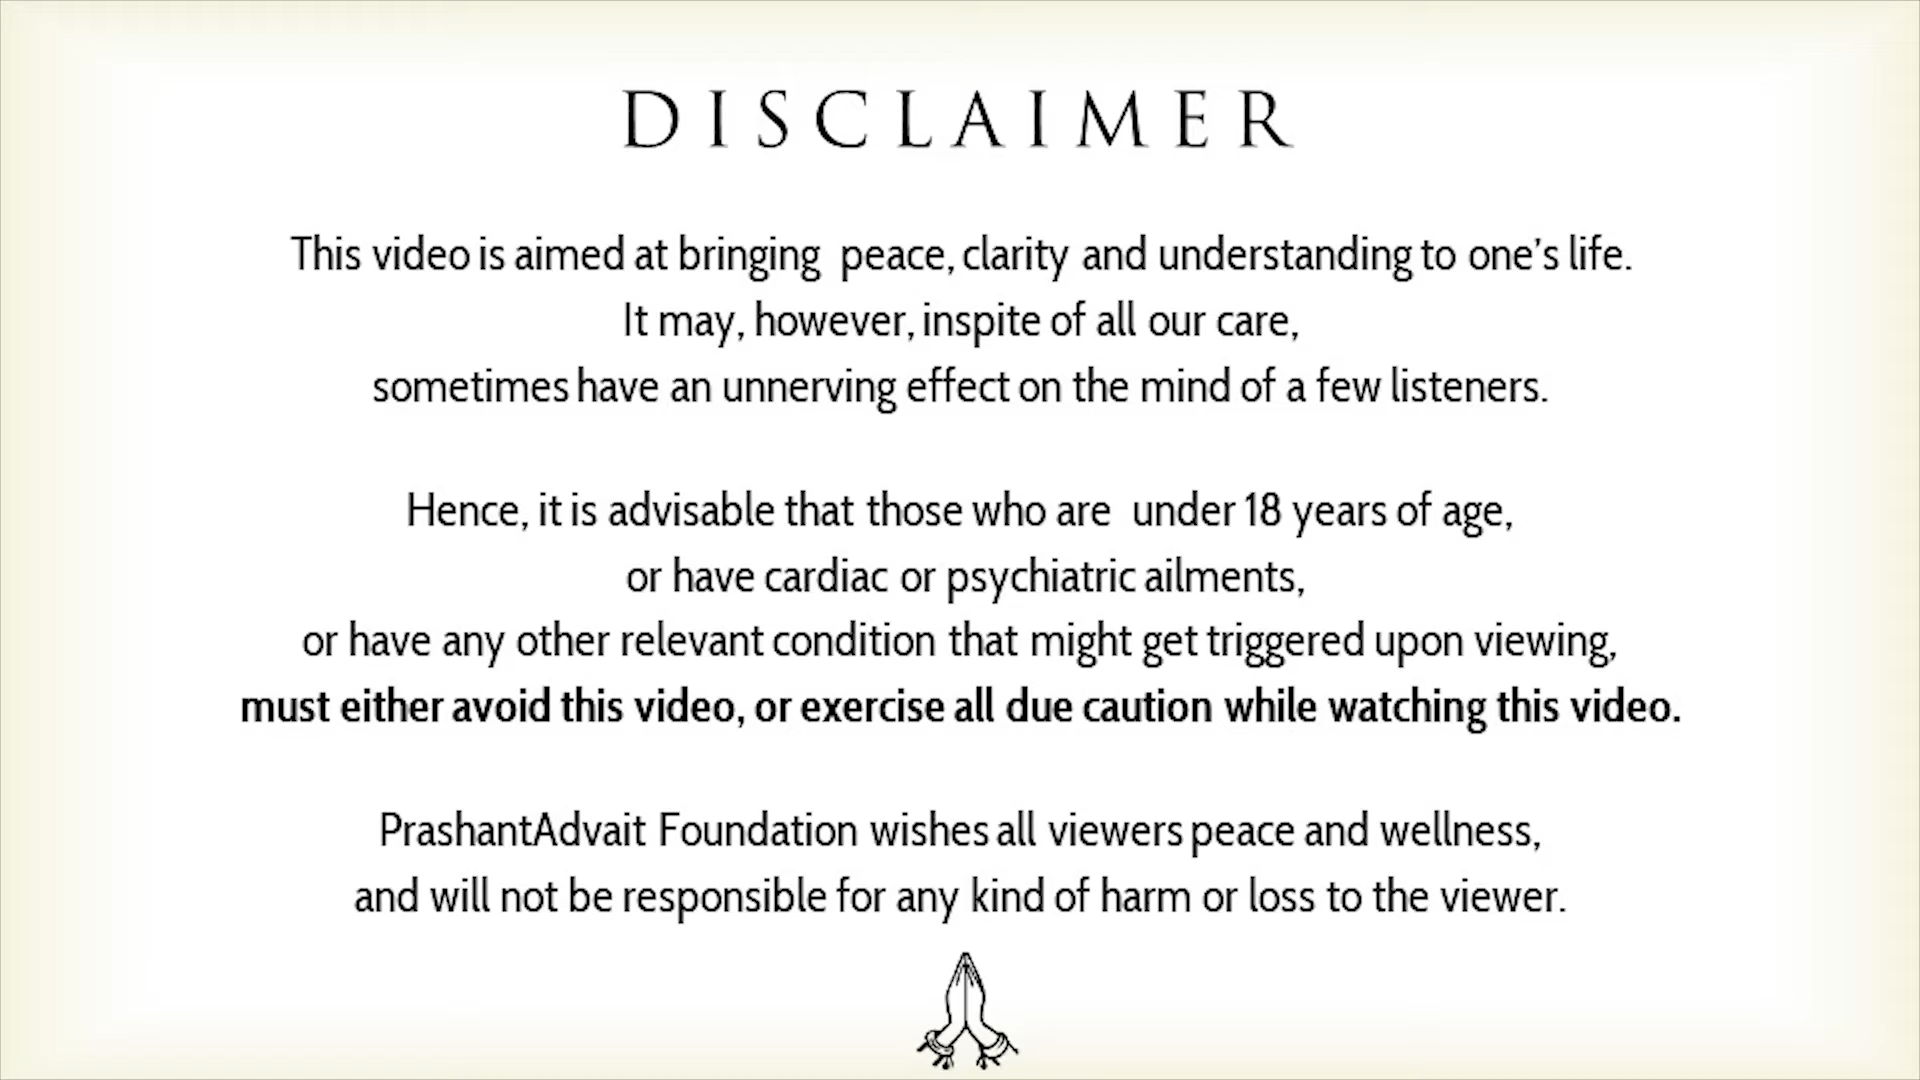 DISCLAIMER
This video is aimed at bringing peace, clarity and understanding to one's life.
It may, however, inspite of all our care,
sometimes have an unnerving effect on the mind of a few listeners.
Hence, it is advisable that those who are under 18 years of age,
or have cardiac or psychiatric ailments,
or have any other relevant condition that might get triggered upon viewing,
must either avoid this video, or exercise all due caution while watching this video.
PrashantAdvait Foundation wishes all viewers peace and wellness,
and will not be responsible for any kind of harm or loss to the viewer.